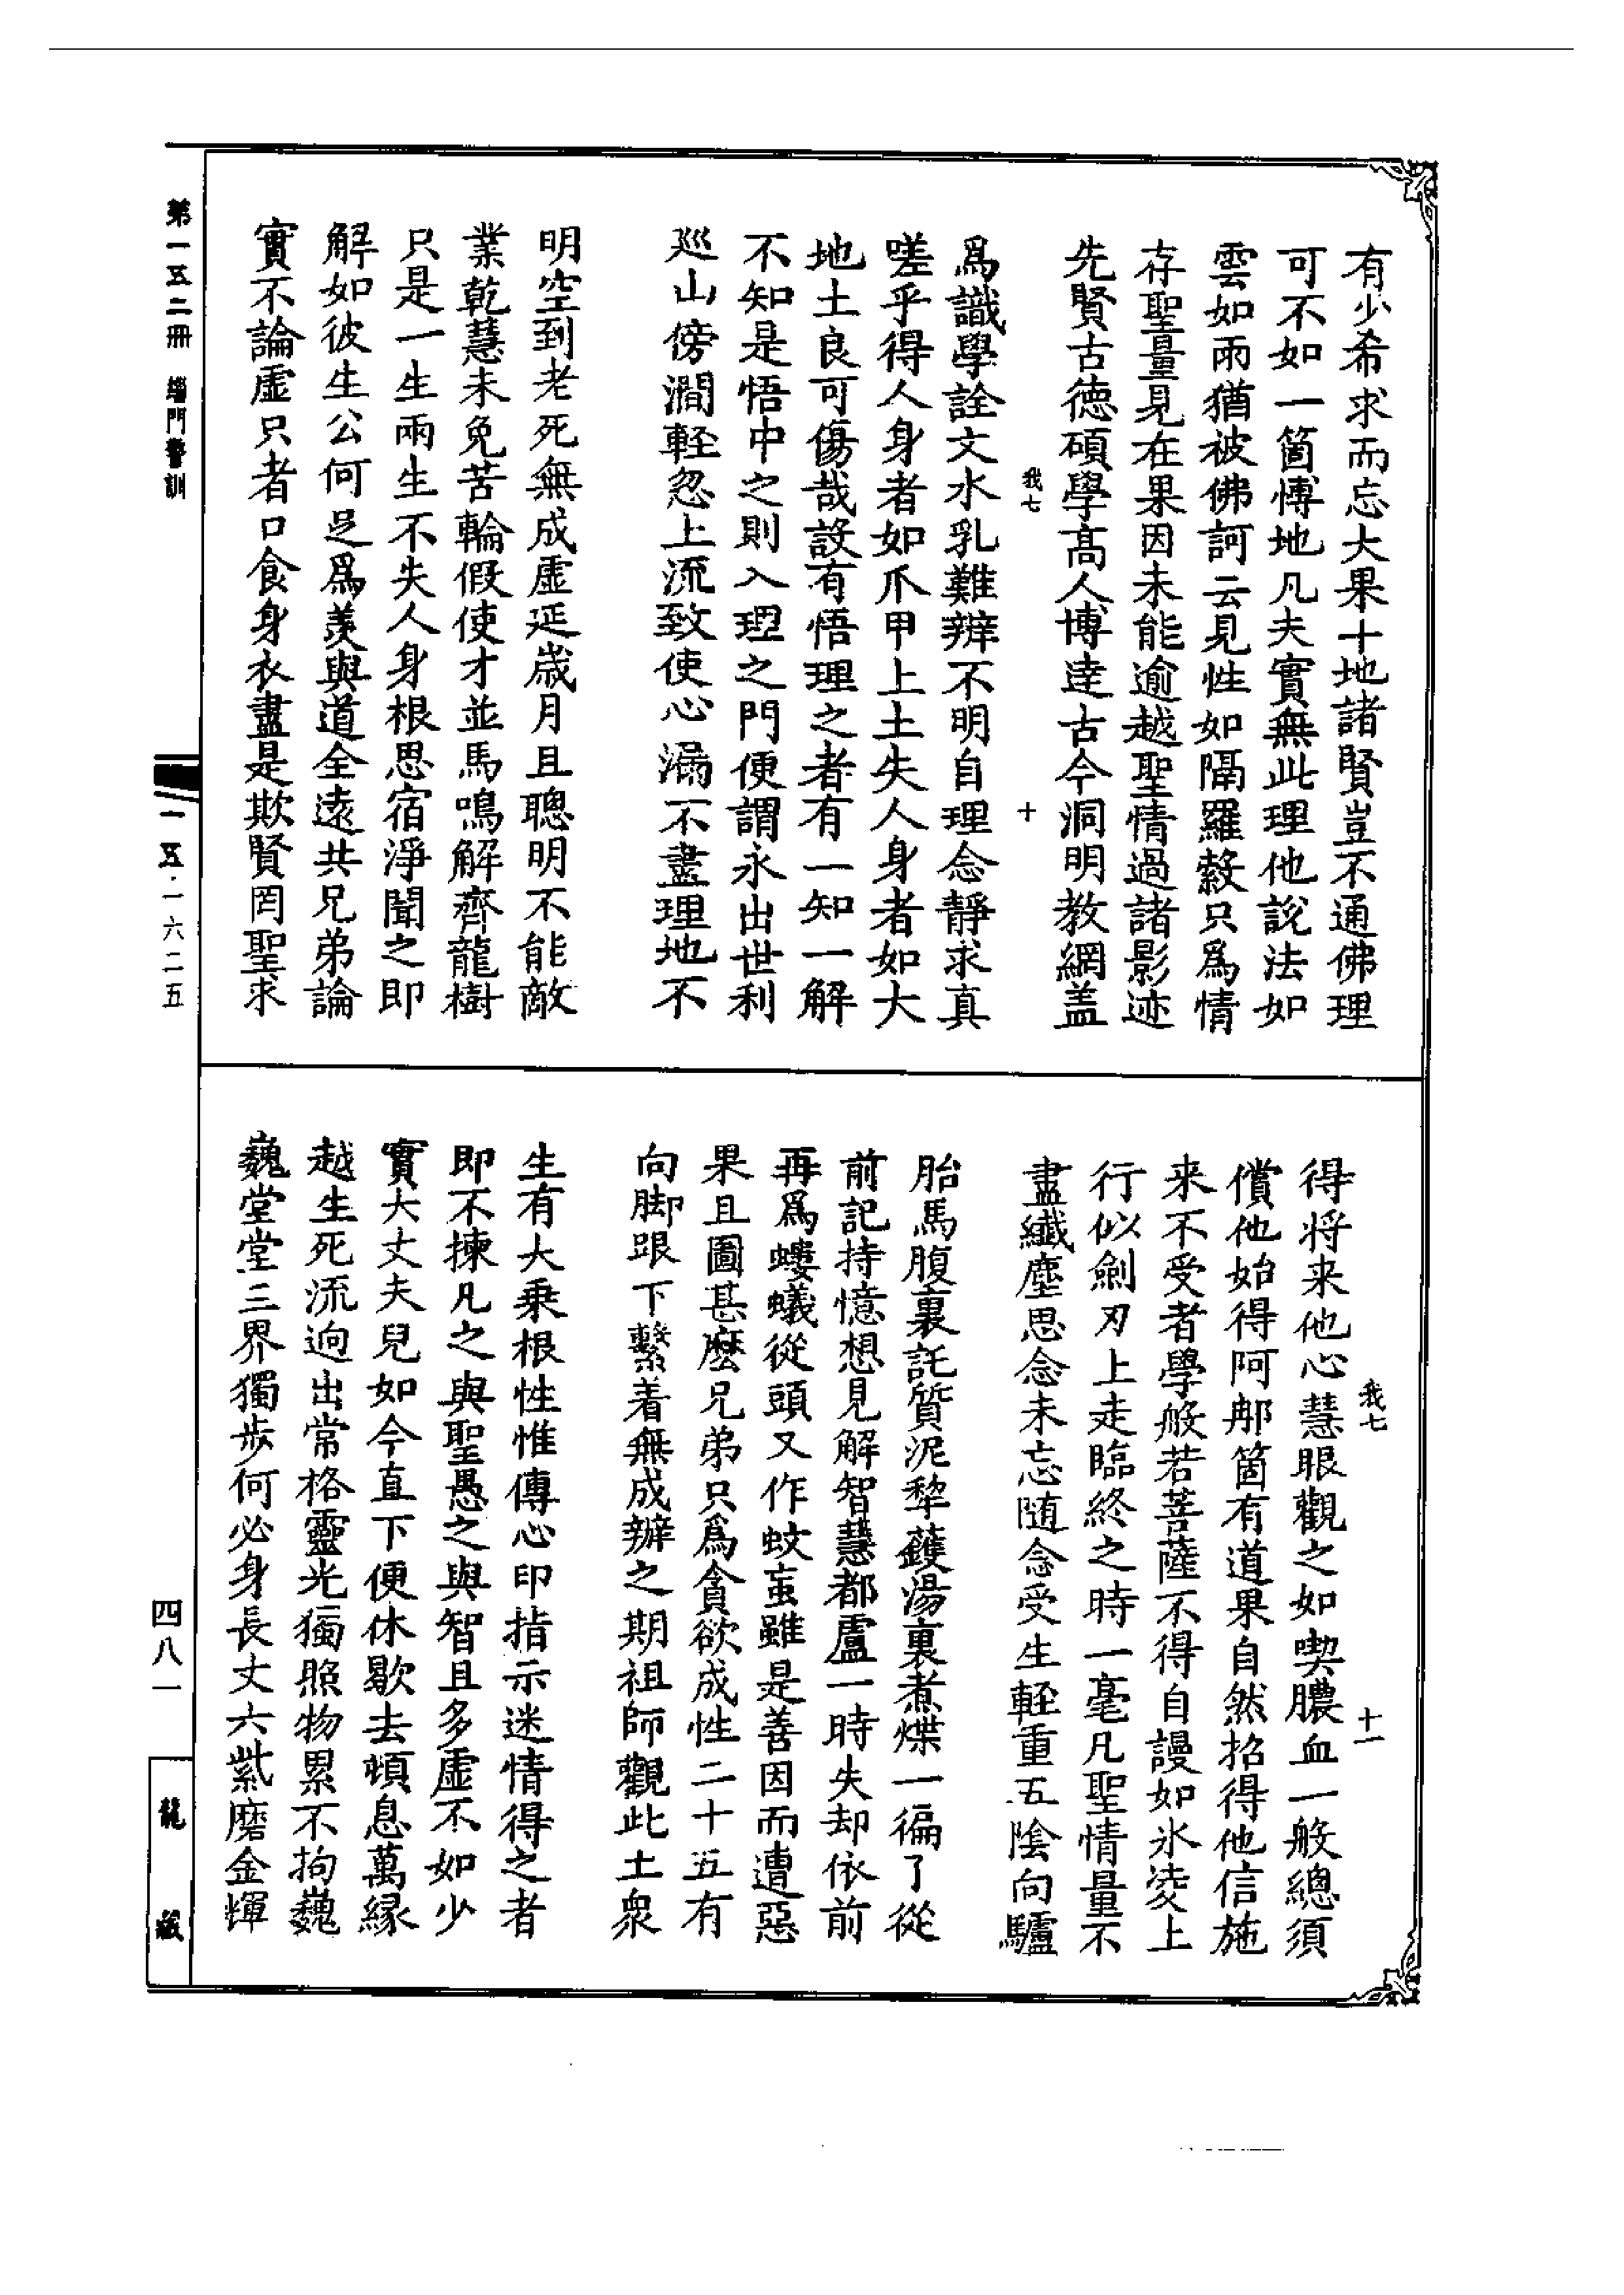 有少希求而忘大果十地諸賢豈不通佛理
可不如一箇博地凡夫實無此理他說法如
雲如雨猶被佛訶云見性如隔羅縠只爲情
存聖量見在果因未能逾越聖情過諸影迹
先賢古德碩學高人博達古今洞明教網盖
我七
十
爲識學詮文水乳難辨不明自理念靜求真
嗟乎得人身者如爪甲上土失人身者如大
地土良可傷哉設有悟理之者有一知一解
不知是悟中之則入理之門便謂永出世利
巡山傍澗輕忽上流致使心漏不盡理地不
明空到老死無成虛延歲月且聰明不能敵
業乾慧未免苦輪假使才並馬鳴解齊龍樹
只是一生兩生不失人身根思宿淨聞之即
解如彼生公何足爲羨與道全遠共兄弟論
實不論虛只者口食身衣盡是欺賢罔聖求
第一五二冊
緇門警訓
一五·一六二五
得将来他心慧眼觀之如喫膿血一般總須
償他始得阿那箇有道果自然招得他信施
来不受者學般若菩薩不得自謾如氷凌上
行似劍刃上走臨終之時一毫凡聖情量不
盡纖塵思念未忘随念受生輕重五陰向驢
我七
十一
胎馬腹裏託質泥犂鑊湯裏煮煠一徧了從
前記持憶想見解智慧都盧一時失却依前
再爲螻蟻從頭又作蚊䖟雖是善因而遭惡
果且圖甚麽兄弟只爲貪欲成性二十五有
向脚跟下繫着無成辦之期祖師觀此土衆
生有大乗根性惟傳心印指示迷情得之者
即不揀凡之與聖愚之與智且多虛不如少
實大丈夫兒如今直下便休歇去頓息萬縁
越生死流逈出常格靈光獨照物累不拘巍
巍堂堂三界獨步何必身長丈六紫磨金輝
四八一
龍
藏